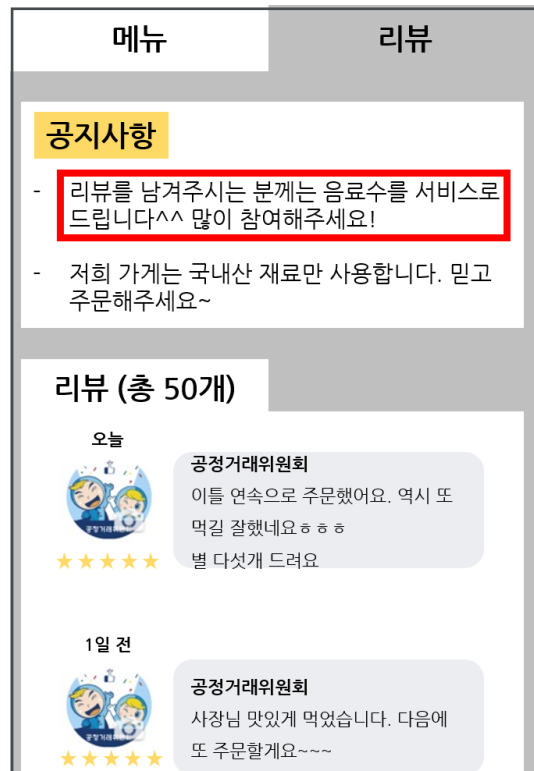 메뉴
리뷰
공지사항
- 리뷰를 남겨주시는 분께는 음료수를 서비스로
드립니다^^ 많이 참여해주세요!
- 저희 가게는 국내산 재료만 사용합니다. 믿고
주문해주세요~
리뷰 (총 50개)
오늘
공정거래위원회
이틀 연속으로 주문했어요. 역시 또
먹길 잘했네요ㅎㅎㅎ
별 다섯개 드려요
공정거래위원회
★★★★★
1일 전
공정거래위원회
사장님 맛있게 먹었습니다. 다음에
또 주문할게요~~~
★★★★★